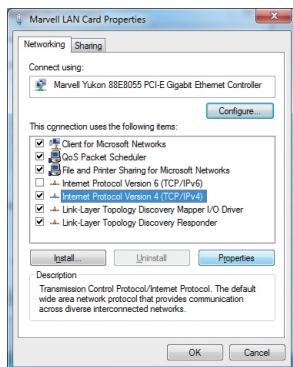 Marvell LAN Card Properties
Networking Sharing
Connect using:
Marvell Yukon 88E8055 PCI-E Gigabit Ethernet Controller
Configure...
This connection uses the following items:
Client for Microsoft Networks
QoS Packet Scheduler
File and Printer Sharing for Microsoft Networks
Internet Protocol Version 6 (TCP/IPv6)
Internet Protocol Version 4 (TCP/IPv4)
Link-Layer Topology Discovery Mapper I/O Driver
Link-Layer Topology Discovery Responder
Install... Uninstall Properties
Description
Transmission Control Protocol/Internet Protocol. The default
wide area network protocol that provides communication
across diverse interconnected networks.
OK Cancel